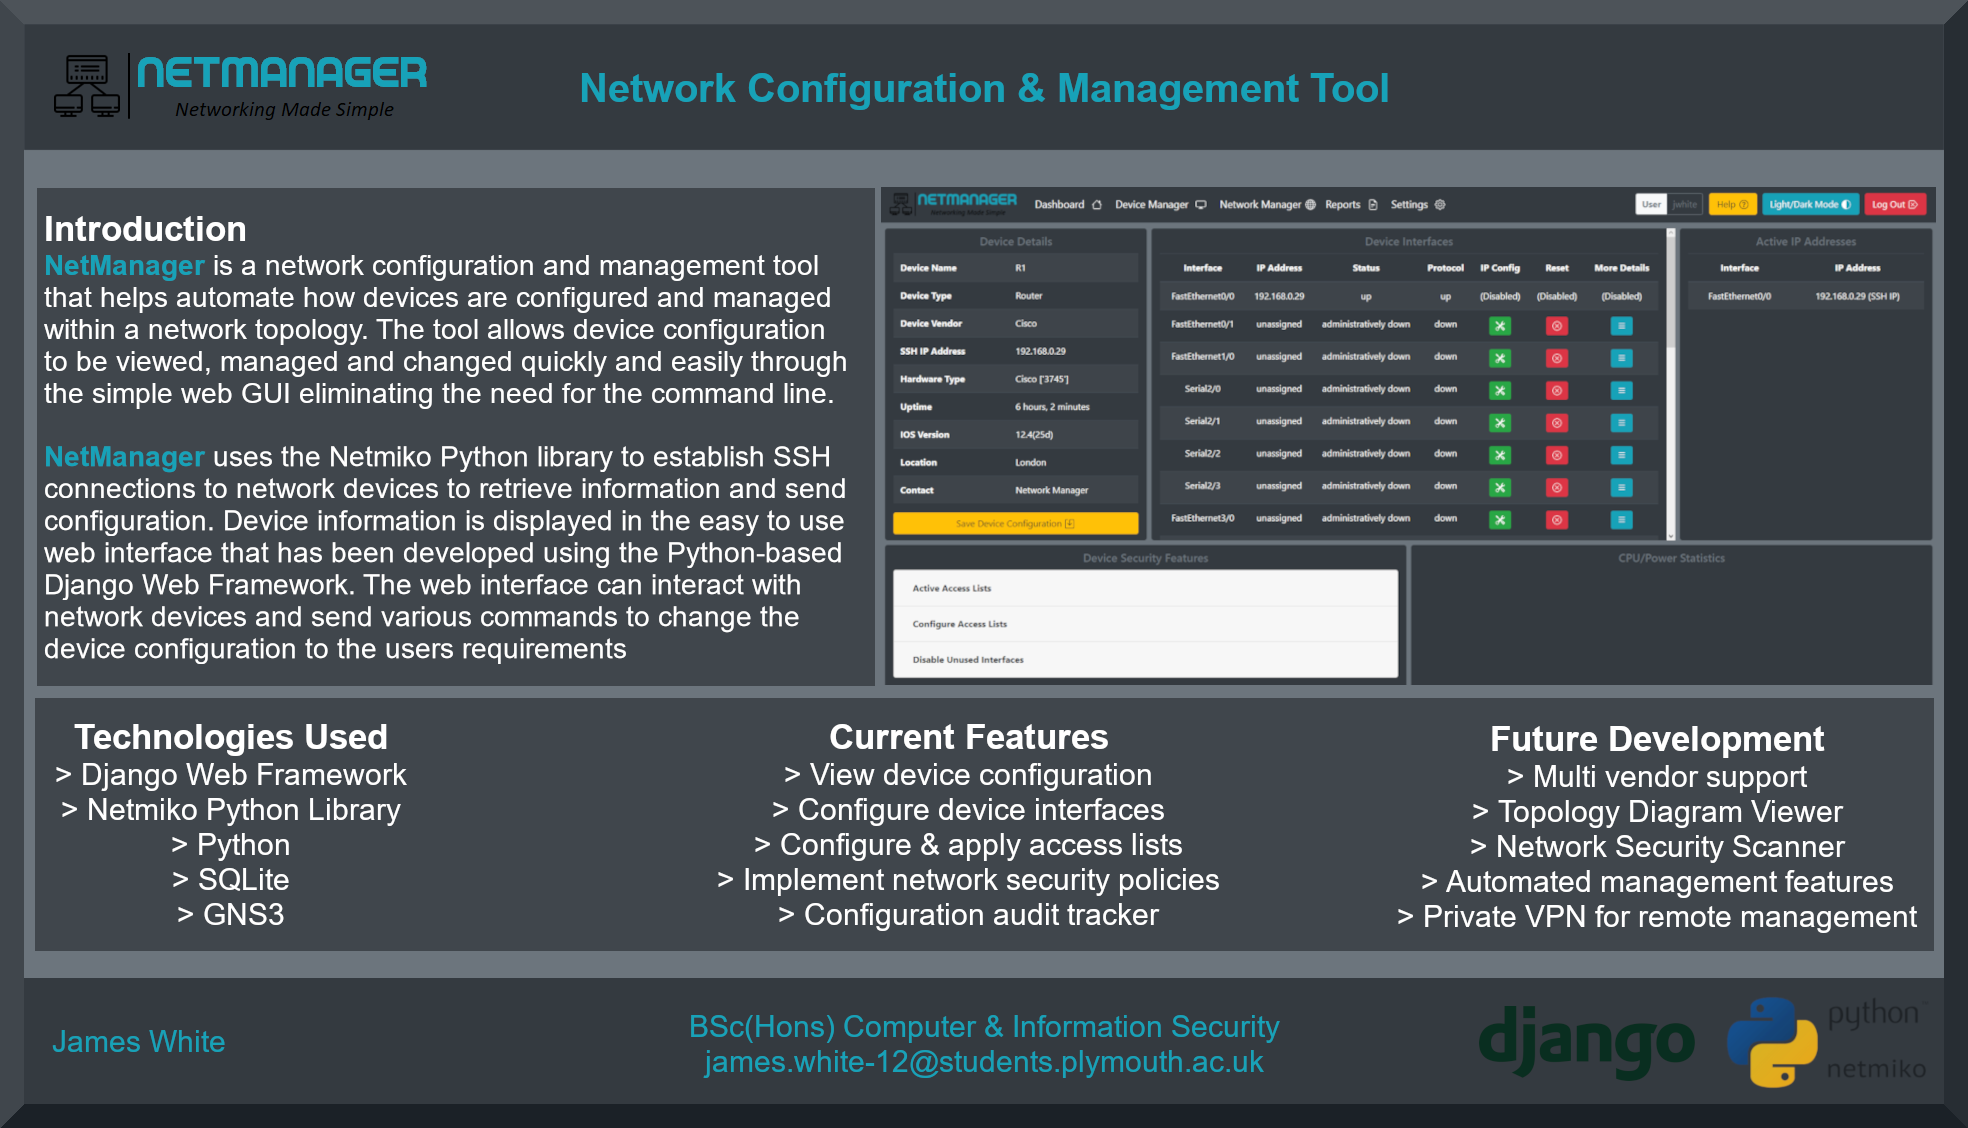 NETMANAGER
Networking Made Simple
Network Configuration & Management Tool
Introduction
NetManager is a network configuration and management tool
that helps automate how devices are configured and managed
within a network topology. The tool allows device configuration
to be viewed, managed and changed quickly and easily through
the simple web GUI eliminating the need for the command line.
NetManager uses the Netmiko Python library to establish SSH
connections to network devices to retrieve information and send
configuration. Device information is displayed in the easy to use
web interface that has been developed using the Python-based
Django Web Framework. The web interface can interact with
network devices and send various commands to change the
device configuration to the users requirements
NETMANAGER Dashboard Device Manager Network Manager Reports Settings User jwhite Help Light/Dark Mode Log Out
Networking Made Simple
Device Details
Device Name R1
Device Type Router
Device Vendor Cisco
SSH IP Address 192.168.0.29
Hardware Type Cisco ['3745']
Uptime 6 hours, 2 minutes
IOS Version 12.4(25d)
Location London
Contact Network Manager
Save Device Configuration
Device Interfaces
Interface IP Address Status Protocol IP Config Reset More Details
FastEthernet0/0 192.168.0.29 up up (Disabled) (Disabled) (Disabled)
FastEthernet0/1 unassigned administratively down down
FastEthernet1/0 unassigned administratively down down
Serial2/0 unassigned administratively down down
Serial2/1 unassigned administratively down down
Serial2/2 unassigned administratively down down
Serial2/3 unassigned administratively down down
FastEthernet3/0 unassigned administratively down down
Active IP Addresses
Interface IP Address
FastEthernet0/0 192.168.0.29 (SSH IP)
Device Security Features
Active Access Lists
Configure Access Lists
Disable Unused Interfaces
CPU/Power Statistics
Technologies Used
> Django Web Framework
> Netmiko Python Library
> Python
> SQLite
> GNS3
Current Features
> View device configuration
> Configure device interfaces
> Configure & apply access lists
> Implement network security policies
> Configuration audit tracker
Future Development
> Multi vendor support
> Topology Diagram Viewer
> Network Security Scanner
> Automated management features
> Private VPN for remote management
James White
BSc(Hons) Computer & Information Security
james.white-12@students.plymouth.ac.uk
django
python
netmiko